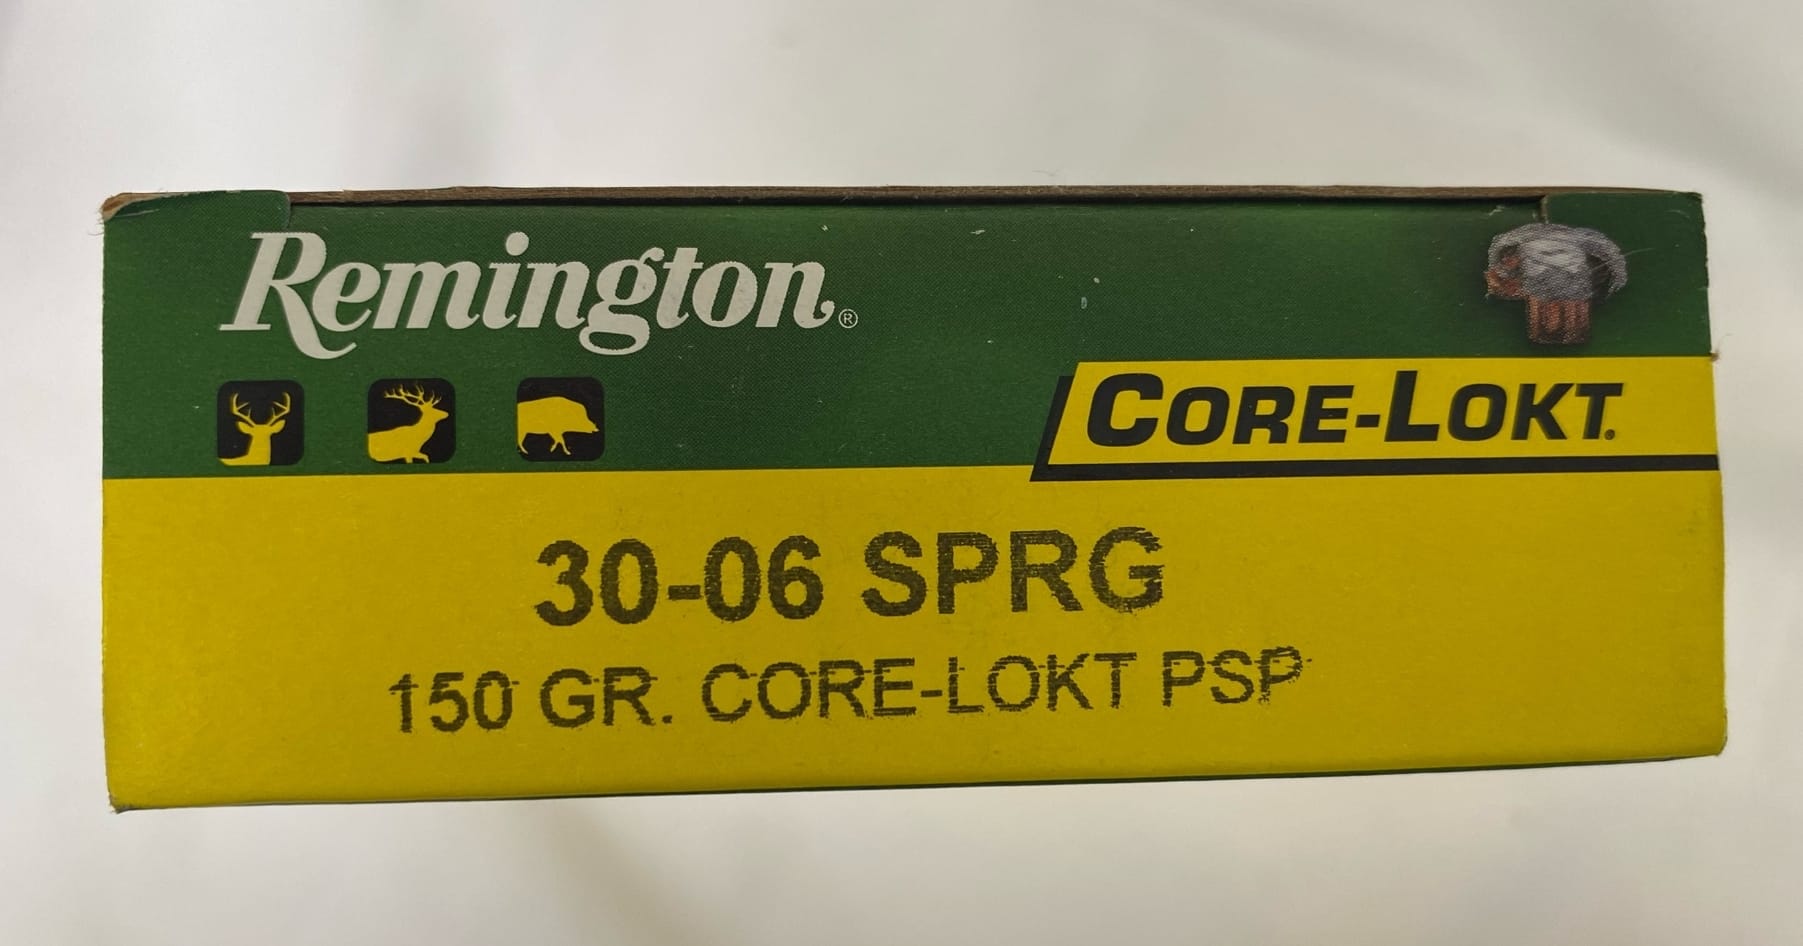 Remington®
CORE-LOKT.
30-06 SPRG
150 GR. CORE-LOKT PSP